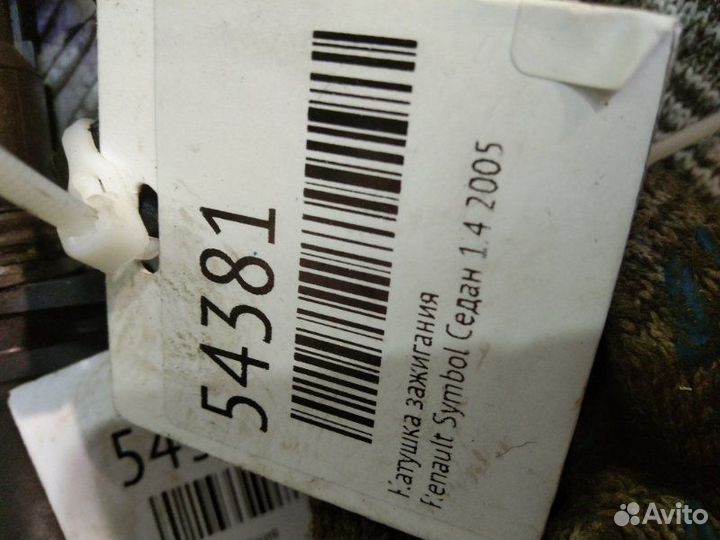 54381
Катушка зажигания
Renault Symbol Седан 1.4 2005
54
Avito